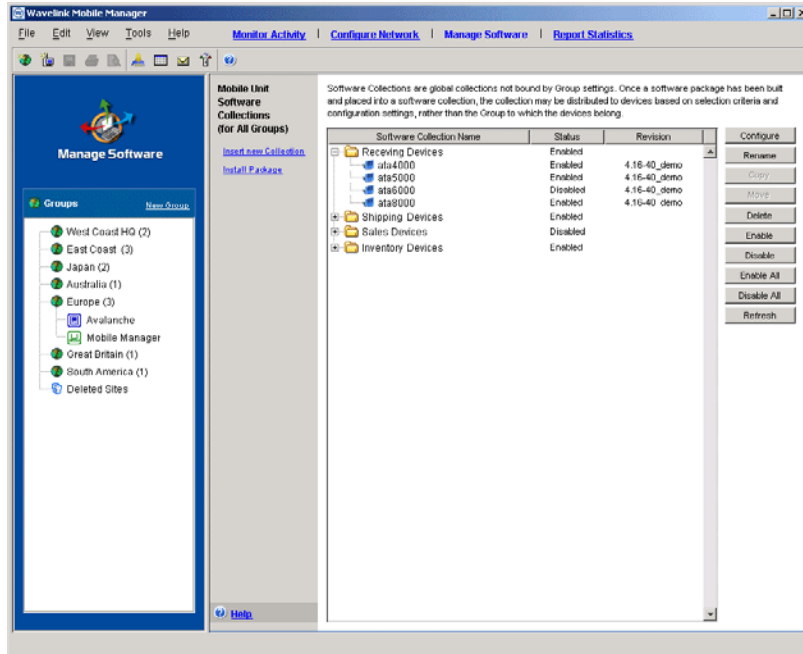 Wavelink Mobile Manager
File Edit View Tools Help Monitor Activity | Configure Network | Manage Software | Report Statistics
Manage Software
Groups New Group
West Coast HQ (2)
East Coast (3)
Japan (2)
Australia (1)
Europe (3)
Avalanche
Mobile Manager
Great Britain (1)
South America (1)
Deleted Sites
Mobile Unit
Software
Collections
(for All Groups)
Insert new Collection
Install Package
Help
Software Collections are global collections not bound by Group settings. Once a software package has been built
and placed into a software collection, the collection may be distributed to devices based on selection criteria and
configuration settings, rather than the Group to which the devices belong.
Software Collection Name Status Revision
Receving Devices Enabled
ata4000 Enabled 4.16-40_demo
ata5000 Enabled 4.16-40_demo
ata6000 Disabled 4.16-40_demo
ata8000 Enabled 4.16-40_demo
Shipping Devices Enabled
Sales Devices Disabled
Inventory Devices Enabled
Configure
Rename
Copy
Move
Delete
Enable
Disable
Enable All
Disable All
Refresh